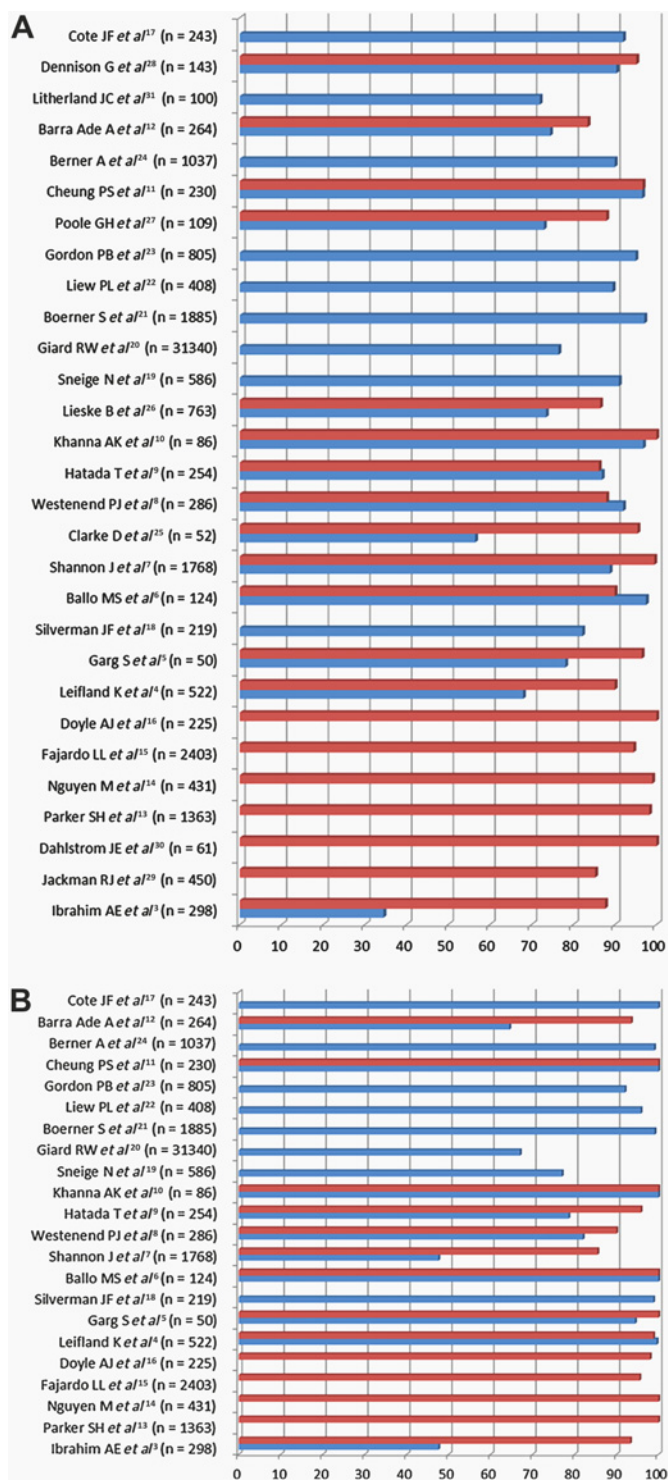 A
Cote JF et al17 (n = 243)
Dennison G et al28 (n = 143)
Litherland JC et al31 (n = 100)
Barra Ade A et al12 (n = 264)
Berner A et al24 (n = 1037)
Cheung PS et al11 (n = 230)
Poole GH et al27 (n = 109)
Gordon PB et al23 (n = 805)
Liew PL et al22 (n = 408)
Boerner S et al21 (n = 1885)
Giard RW et al20 (n = 31340)
Sneige N et al19 (n = 586)
Lieske B et al26 (n = 763)
Khanna AK et al10 (n = 86)
Hatada T et al9 (n = 254)
Westenend PJ et al8 (n = 286)
Clarke D et al25 (n = 52)
Shannon J et al7 (n = 1768)
Ballo MS et al6 (n = 124)
Silverman JF et al18 (n = 219)
Garg S et al5 (n = 50)
Leifland K et al4 (n = 522)
Doyle AJ et al16 (n = 225)
Fajardo LL et al15 (n = 2403)
Nguyen M et al14 (n = 431)
Parker SH et al13 (n = 1363)
Dahlstrom JE et al30 (n = 61)
Jackman RJ et al29 (n = 450)
Ibrahim AE et al3 (n = 298)
0 10 20 30 40 50 60 70 80 90 100
B
Cote JF et al17 (n = 243)
Barra Ade A et al12 (n = 264)
Berner A et al24 (n = 1037)
Cheung PS et al11 (n = 230)
Gordon PB et al23 (n = 805)
Liew PL et al22 (n = 408)
Boerner S et al21 (n = 1885)
Giard RW et al20 (n = 31340)
Sneige N et al19 (n = 586)
Khanna AK et al10 (n = 86)
Hatada T et al9 (n = 254)
Westenend PJ et al8 (n = 286)
Shannon J et al7 (n = 1768)
Ballo MS et al6 (n = 124)
Silverman JF et al18 (n = 219)
Garg S et al5 (n = 50)
Leifland K et al4 (n = 522)
Doyle AJ et al16 (n = 225)
Fajardo LL et al15 (n = 2403)
Nguyen M et al14 (n = 431)
Parker SH et al13 (n = 1363)
Ibrahim AE et al3 (n = 298)
0 10 20 30 40 50 60 70 80 90 100